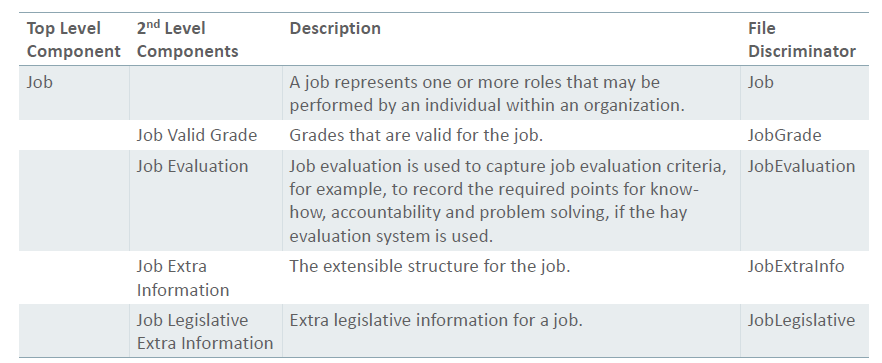 Top Level 2nd Level Description File
Component Components Discriminator
Job A job represents one or more roles that may be Job
performed by an individual within an organization.
Job Valid Grade Grades that are valid for the job. JobGrade
Job Evaluation Job evaluation is used to capture job evaluation criteria, JobEvaluation
for example, to record the required points for know-
how, accountability and problem solving, if the hay
evaluation system is used.
Job Extra The extensible structure for the job. JobExtraInfo
Information
Job Legislative Extra legislative information for a job. JobLegislative
Extra Information